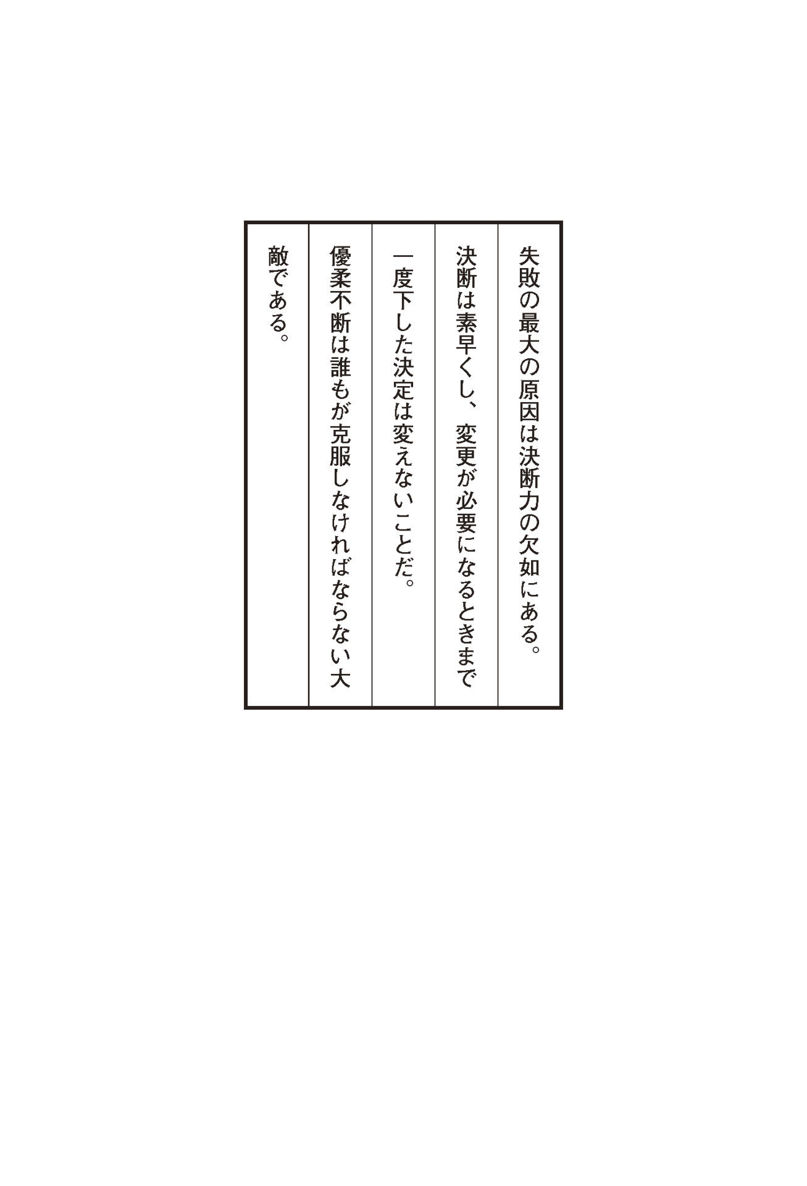 失敗の最大の原因は決断力の欠如にある。
決断は素早くし、変更が必要になるときまで
一度下した決定は変えないことだ。
優柔不断は誰もが克服しなければならない大
敵である。